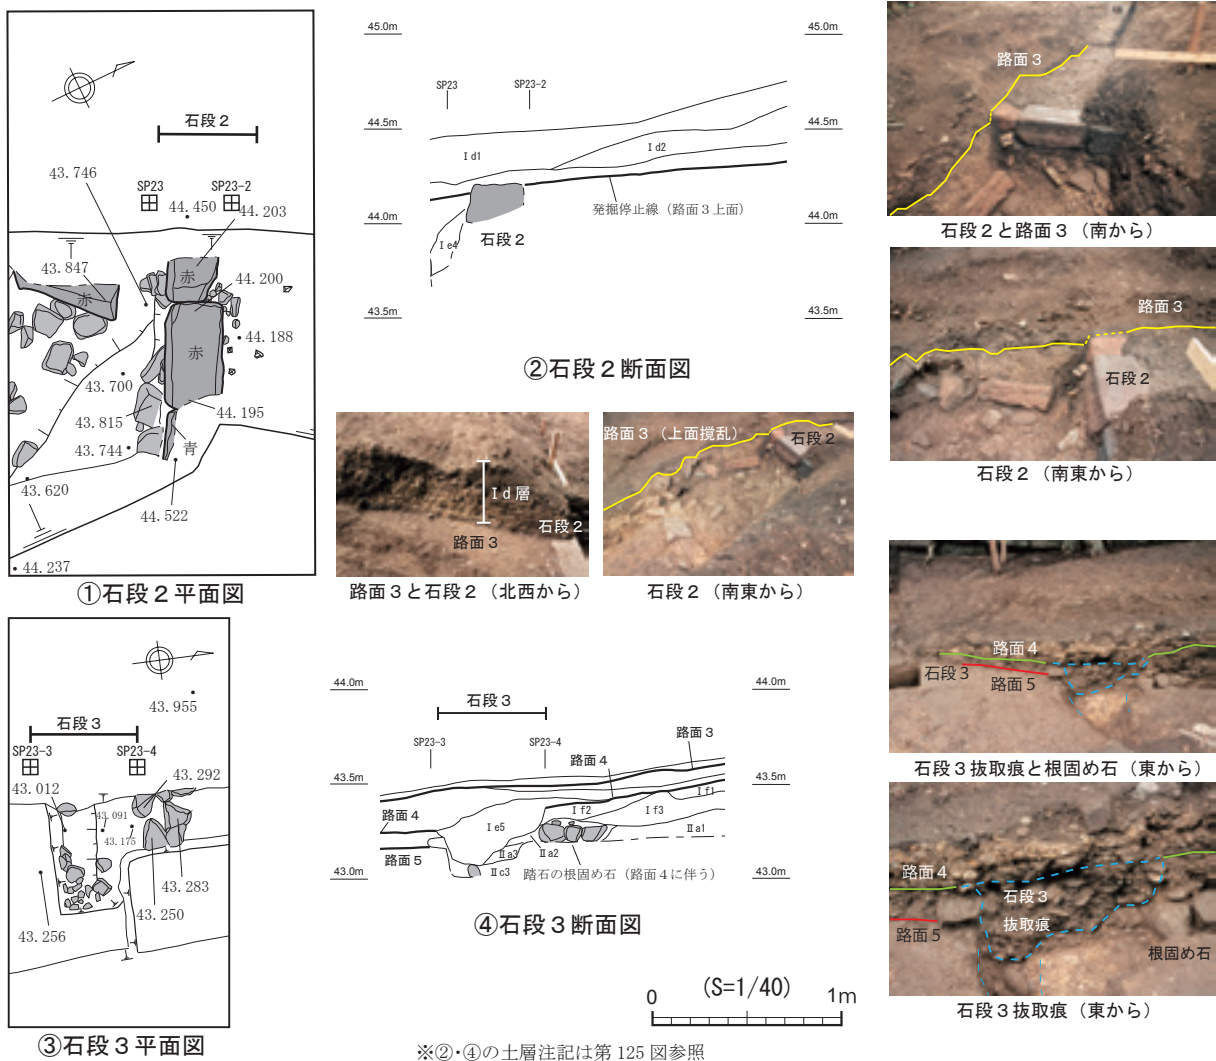 石段2
SP23
SP23-2
43.746
44.450
44.203
43.847
赤
赤
44.200
赤
44.188
43.700
43.815
44.195
43.744
青
43.620
44.522
44.237
①石段2平面図
45.0m
45.0m
SP23
SP23-2
44.5m
44.5m
Ⅰd1
Ⅰd2
発掘停止線（路面3上面）
44.0m
44.0m
Ⅰe4
石段2
43.5m
43.5m
②石段2断面図
路面3
石段2と路面3（南から）
路面3
石段2
石段2（南東から）
Ⅰd層
石段2
路面3
路面3と石段2（北西から）
路面3（上面撹乱）
石段2
石段2（南東から）
43.955
石段3
SP23-3
SP23-4
43.012
43.292
43.091
43.175
43.283
43.250
43.256
③石段3平面図
44.0m
44.0m
石段3
SP23-3
SP23-4
路面3
路面4
43.5m
43.5m
Ⅰf1
Ⅰf2
Ⅰf3
路面4
Ⅰe5
Ⅱa1
路面5
Ⅱa3
Ⅱa2
Ⅱc3
踏石の根固め石（路面4に伴う）
43.0m
43.0m
④石段3断面図
路面4
石段3
路面5
石段3抜取痕と根固め石（東から）
路面4
石段3
抜取痕
路面5
根固め石
石段3抜取痕（東から）
0
(S=1/40)
1m
※②・④の土層注記は第125図参照